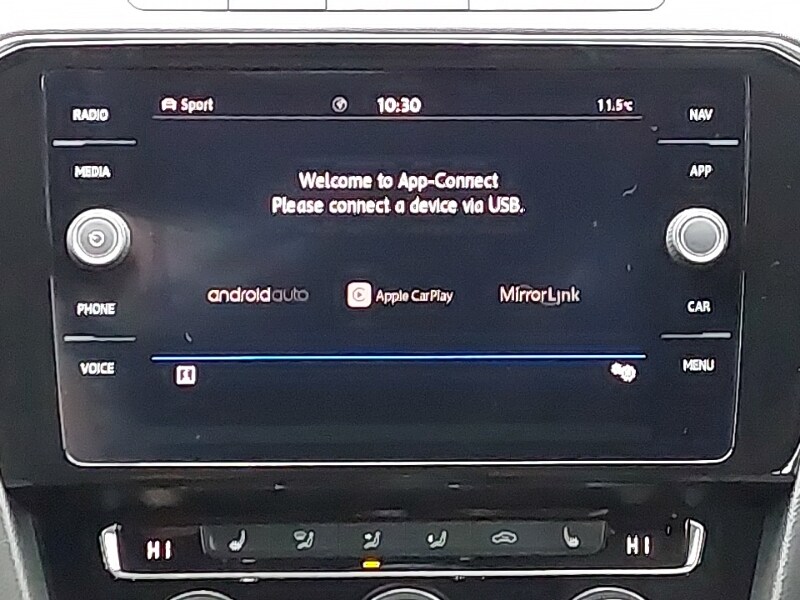 RADIO
Sport 10:30 11.5°C
NAV
MEDIA
APP
Welcome to App-Connect
Please connect a device via USB.
androidauto Apple CarPlay MirrorLink
PHONE
CAR
VOICE
MENU
HI HI